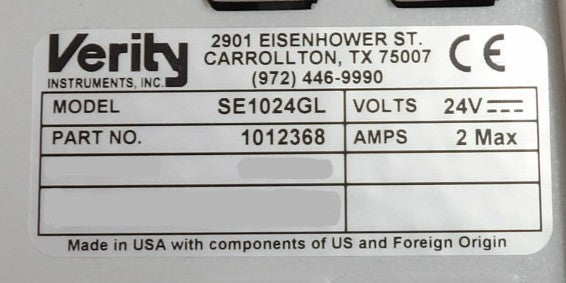 Verity
INSTRUMENTS, INC.
2901 EISENHOWER ST.
CARROLLTON, TX 75007
(972) 446-9990
CE
MODEL SE1024GL VOLTS 24V⎓
PART NO. 1012368 AMPS 2 Max
Made in USA with components of US and Foreign Origin